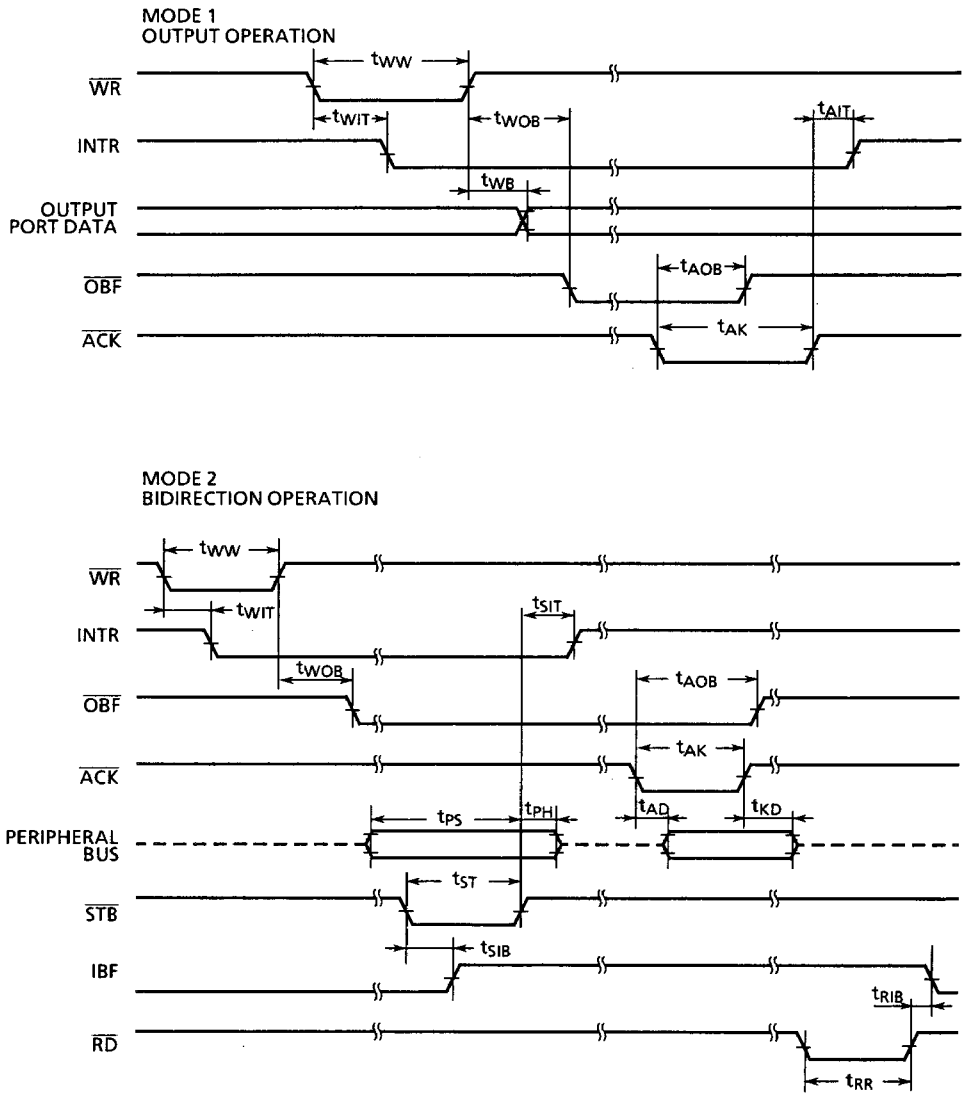 MODE 1
OUTPUT OPERATION
tWW
WR
tWIT
tWOB
tAIT
INTR
tWB
OUTPUT
PORT DATA
tAOB
OBF
tAK
ACK
MODE 2
BIDIRECTION OPERATION
tWW
WR
tWIT
tSIT
INTR
tWOB
tAOB
OBF
tAK
ACK
tPS
tPH
tAD
tKD
PERIPHERAL
BUS
tST
STB
tSIB
IBF
tRIB
RD
tRR